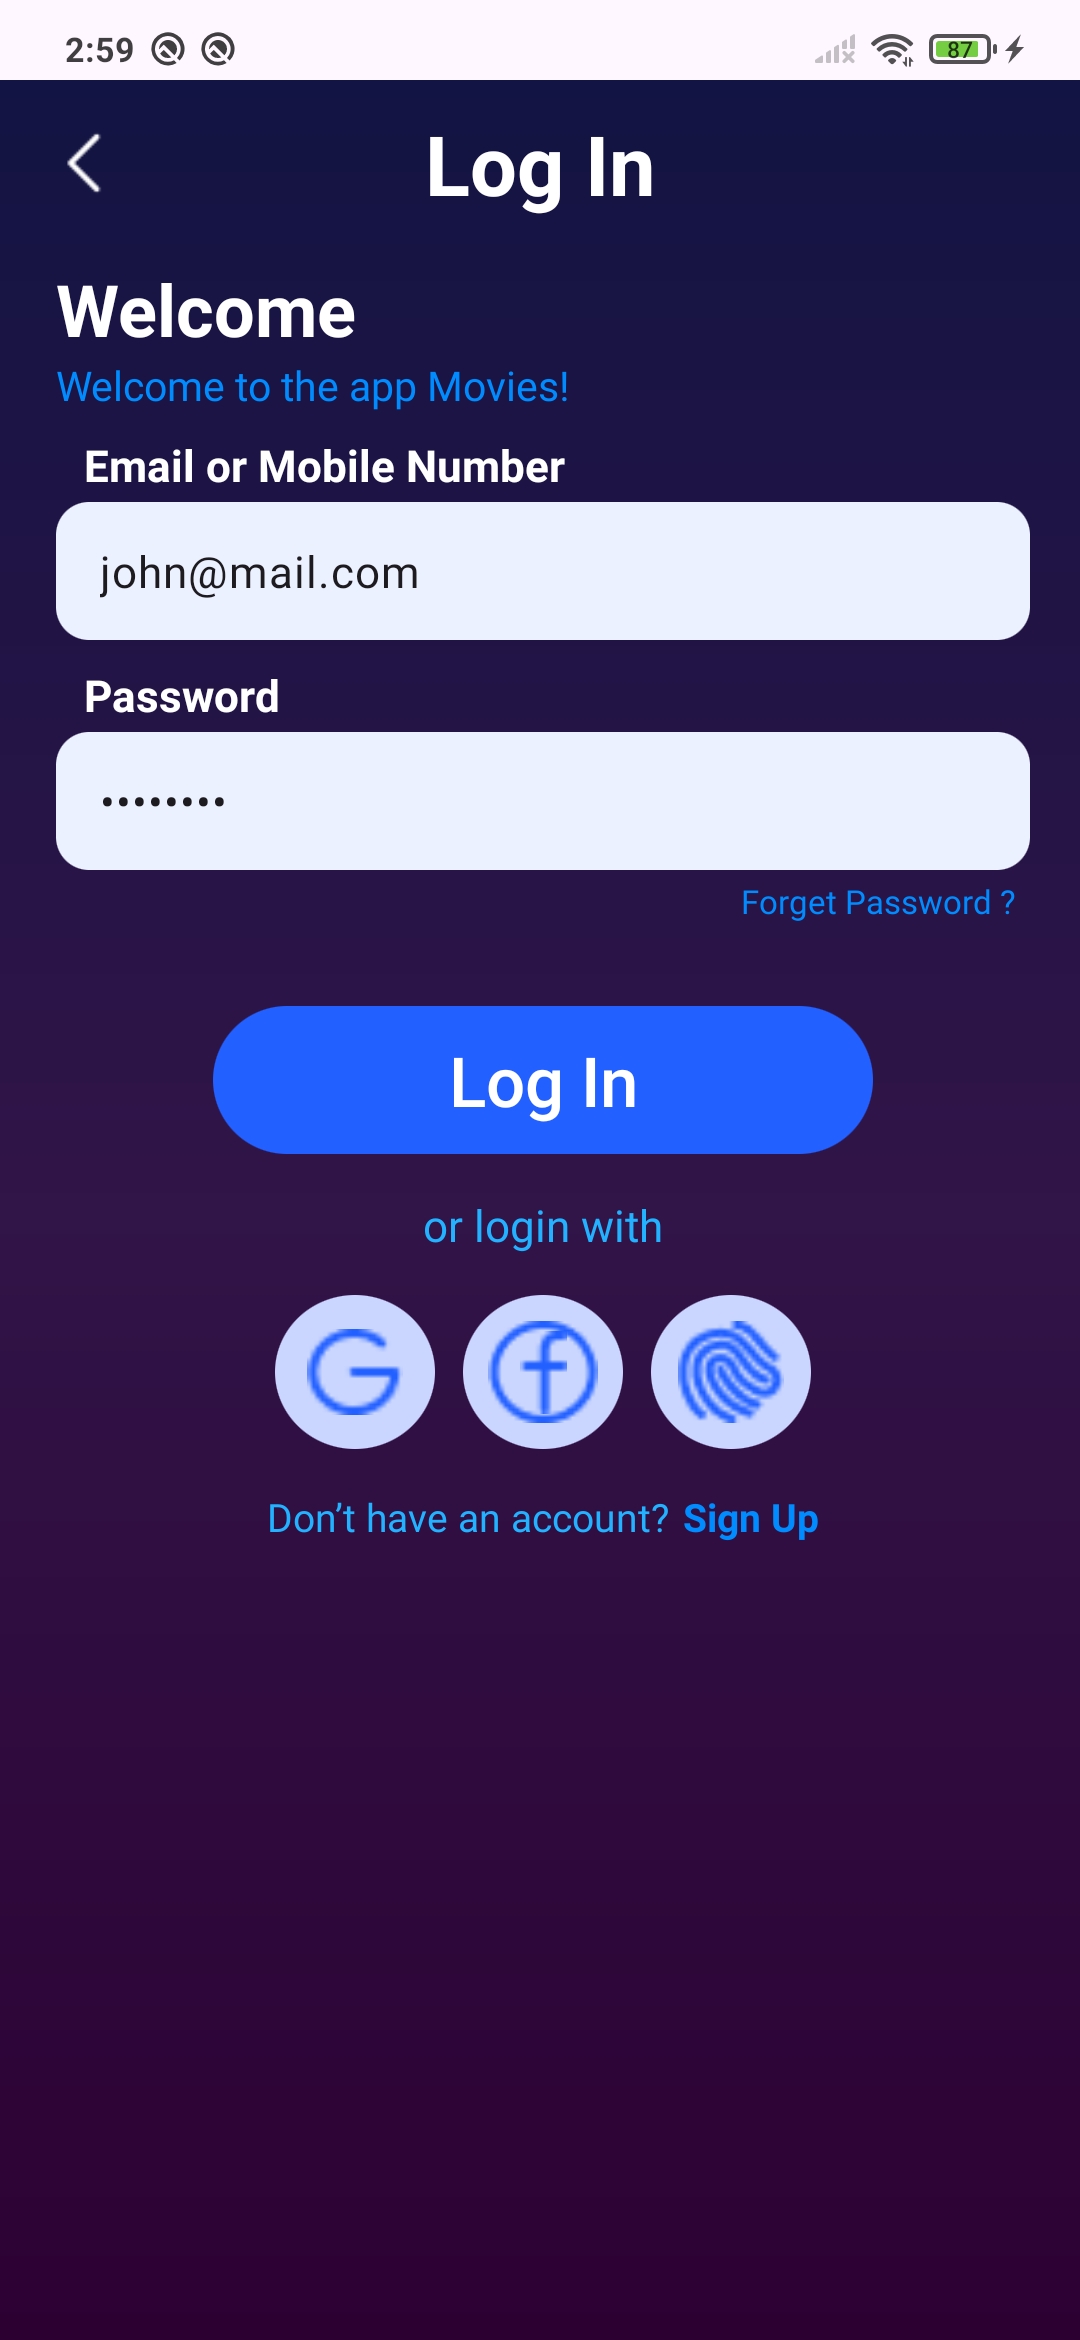 2:59
87
Log In
Welcome
Welcome to the app Movies!
Email or Mobile Number
john@mail.com
Password
••••••••
Forget Password ?
Log In
or login with
Don’t have an account? Sign Up